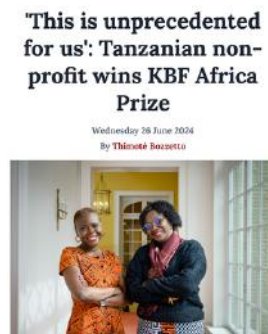 'This is unprecedented
for us': Tanzanian non-
profit wins KBF Africa
Prize
Wednesday 26 June 2024
By Thimoté Bozzetto